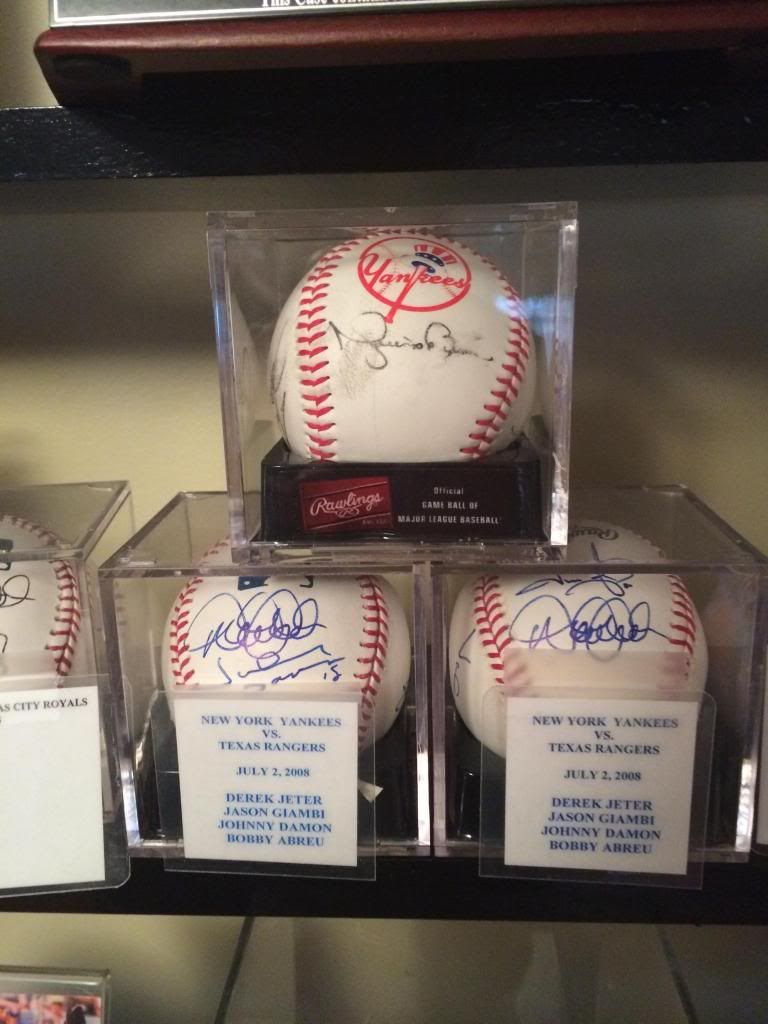 This Case
Yankees
Rawlings
Official
GAME BALL OF
MAJOR LEAGUE BASEBALL
CITY ROYALS
NEW YORK YANKEES
VS.
TEXAS RANGERS
JULY 2, 2008
DEREK JETER
JASON GIAMBI
JOHNNY DAMON
BOBBY ABREU
NEW YORK YANKEES
VS.
TEXAS RANGERS
JULY 2, 2008
DEREK JETER
JASON GIAMBI
JOHNNY DAMON
BOBBY ABREU